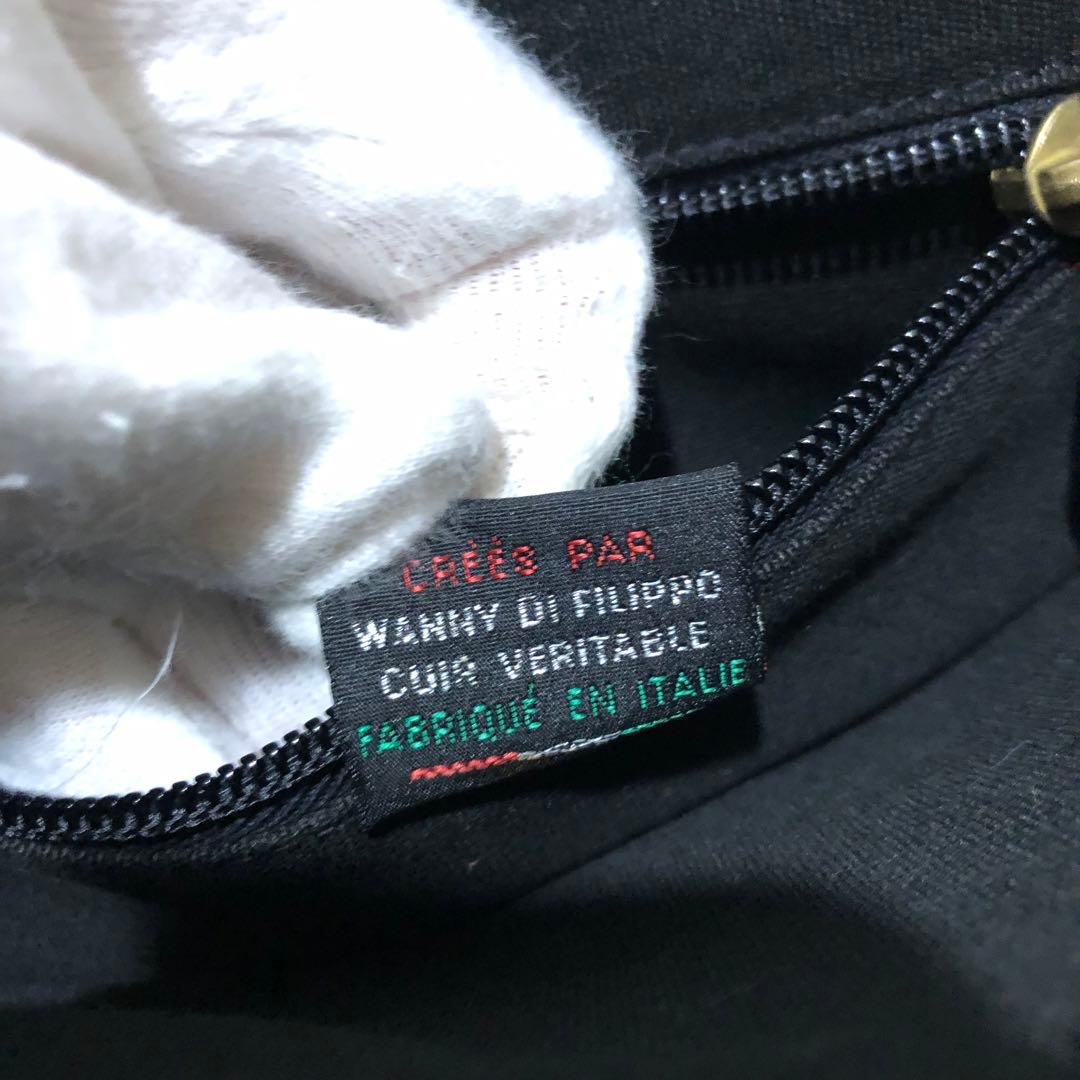 CRÉÉS PAR
WANNY DI FILIPPO
CUIR VERITABLE
FABRIQUÉ EN ITALIE